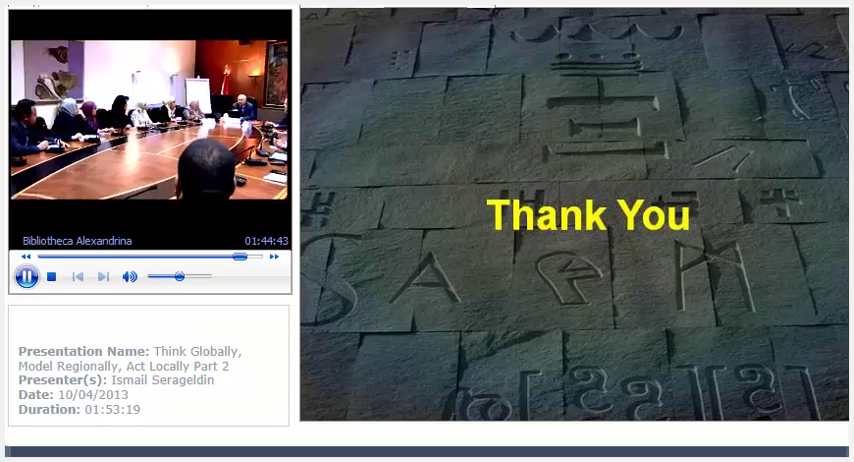 Bibliotheca Alexandrina 01:44:43
Presentation Name: Think Globally,
Model Regionally, Act Locally Part 2
Presenter(s): Ismail Serageldin
Date: 10/04/2013
Duration: 01:53:19
Thank You